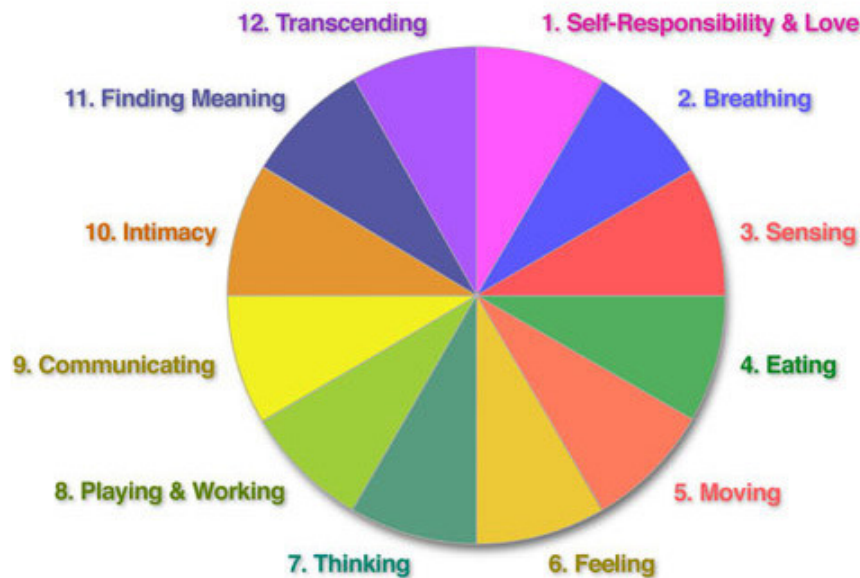 12. Transcending
1. Self-Responsibility & Love
11. Finding Meaning
2. Breathing
10. Intimacy
3. Sensing
9. Communicating
4. Eating
8. Playing & Working
5. Moving
7. Thinking
6. Feeling